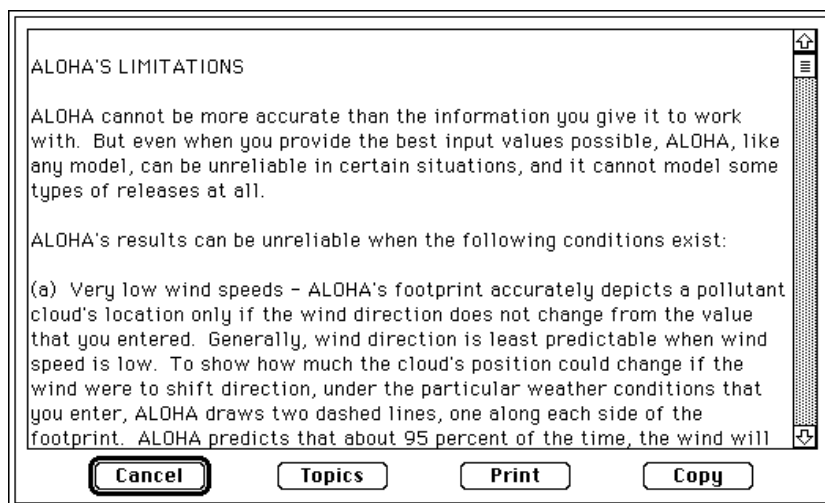 ALOHA'S LIMITATIONS
ALOHA cannot be more accurate than the information you give it to work
with.  But even when you provide the best input values possible, ALOHA, like
any model, can be unreliable in certain situations, and it cannot model some
types of releases at all.
ALOHA's results can be unreliable when the following conditions exist:
(a)  Very low wind speeds - ALOHA's footprint accurately depicts a pollutant
cloud's location only if the wind direction does not change from the value
that you entered.  Generally, wind direction is least predictable when wind
speed is low.  To show how much the cloud's position could change if the
wind were to shift direction, under the particular weather conditions that
you enter, ALOHA draws two dashed lines, one along each side of the
footprint.  ALOHA predicts that about 95 percent of the time, the wind will
Cancel Topics Print Copy